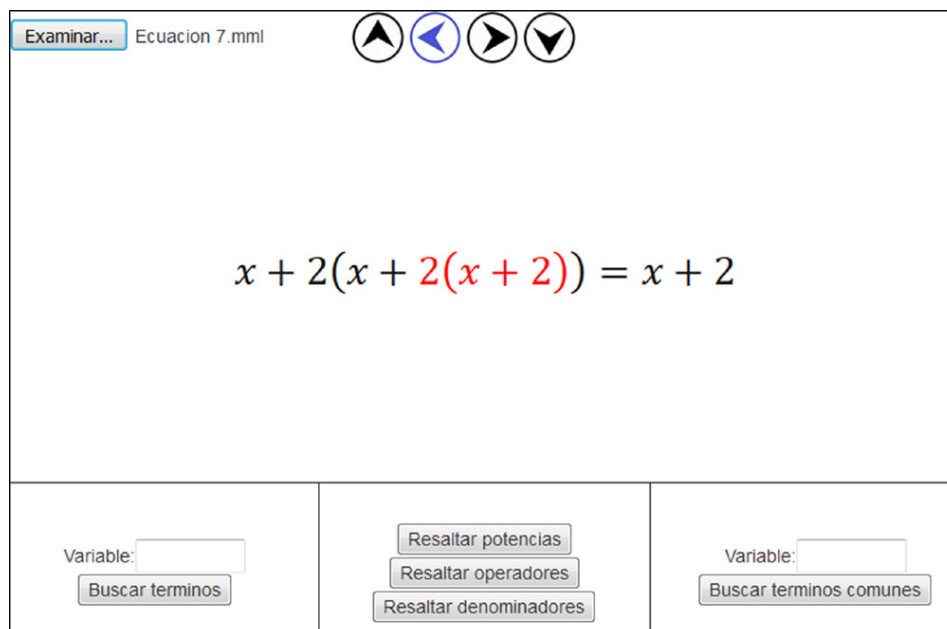 Examinar... Ecuacion 7.mml
x + 2(x + 2(x + 2)) = x + 2
Variable:
Buscar terminos
Resaltar potencias
Resaltar operadores
Resaltar denominadores
Variable:
Buscar terminos comunes